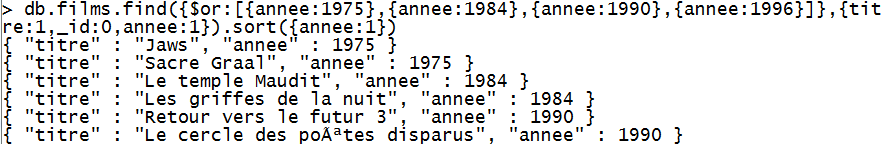 > db.films.find({$or:[{annee:1975},{annee:1984},{annee:1990},{annee:1996}]},{tit
re:1,_id:0,annee:1}).sort({annee:1})
{ "titre" : "Jaws", "annee" : 1975 }
{ "titre" : "Sacre Graal", "annee" : 1975 }
{ "titre" : "Le temple Maudit", "annee" : 1984 }
{ "titre" : "Les griffes de la nuit", "annee" : 1984 }
{ "titre" : "Retour vers le futur 3", "annee" : 1990 }
{ "titre" : "Le cercle des poÃªtes disparus", "annee" : 1990 }